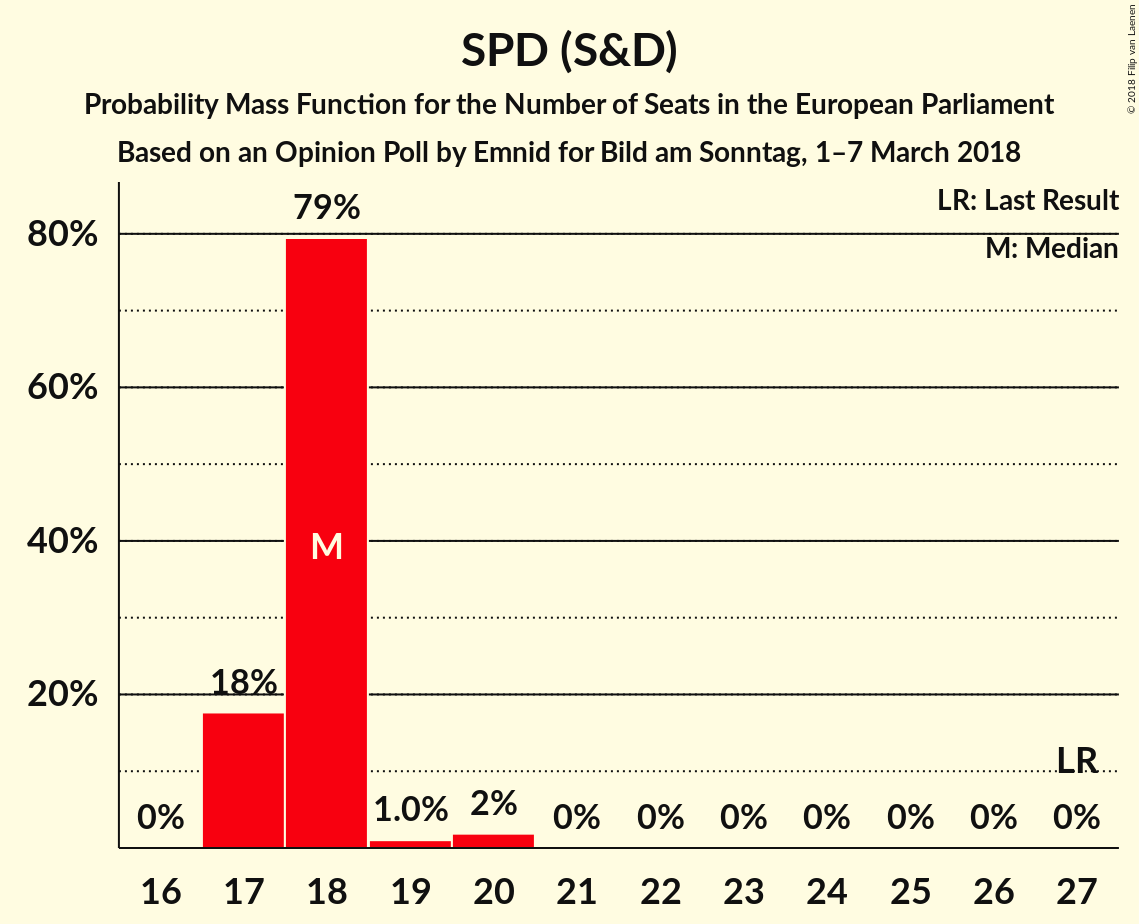 SPD (S&D)
Probability Mass Function for the Number of Seats in the European Parliament
Based on an Opinion Poll by Emnid for Bild am Sonntag, 1–7 March 2018
© 2018 Filip van Laenen
LR: Last Result
M: Median
80%
60%
40%
20%
0%
18%
79%
M
1.0%
2%
0%
0%
0%
0%
0%
0%
LR
0%
16 17 18 19 20 21 22 23 24 25 26 27